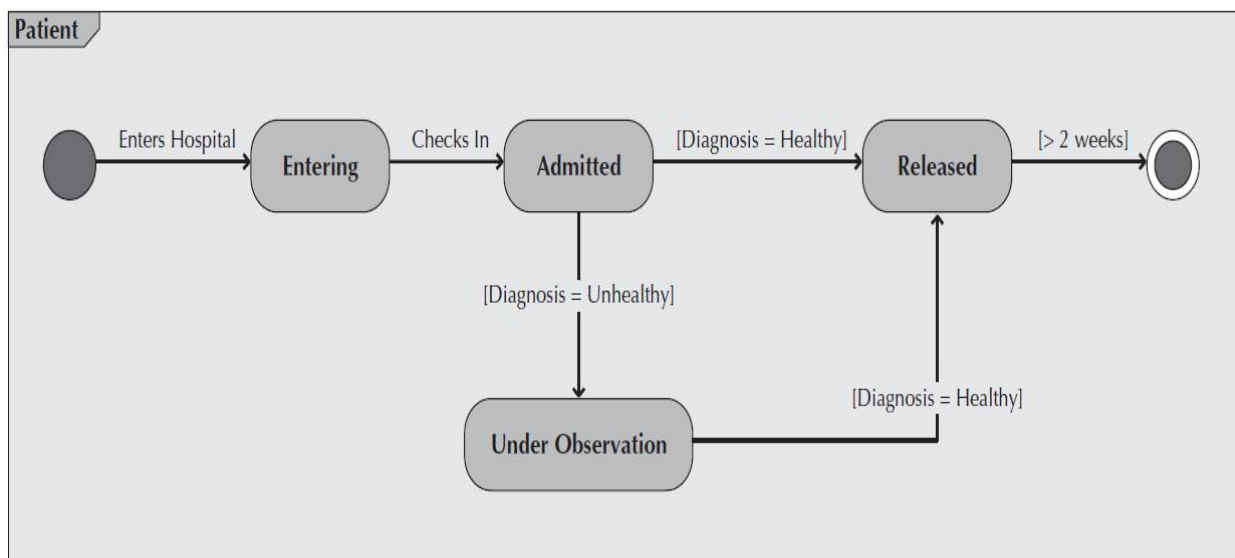 Patient
Enters Hospital
Entering
Checks In
Admitted
[Diagnosis = Healthy]
Released
[> 2 weeks]
[Diagnosis = Unhealthy]
[Diagnosis = Healthy]
Under Observation